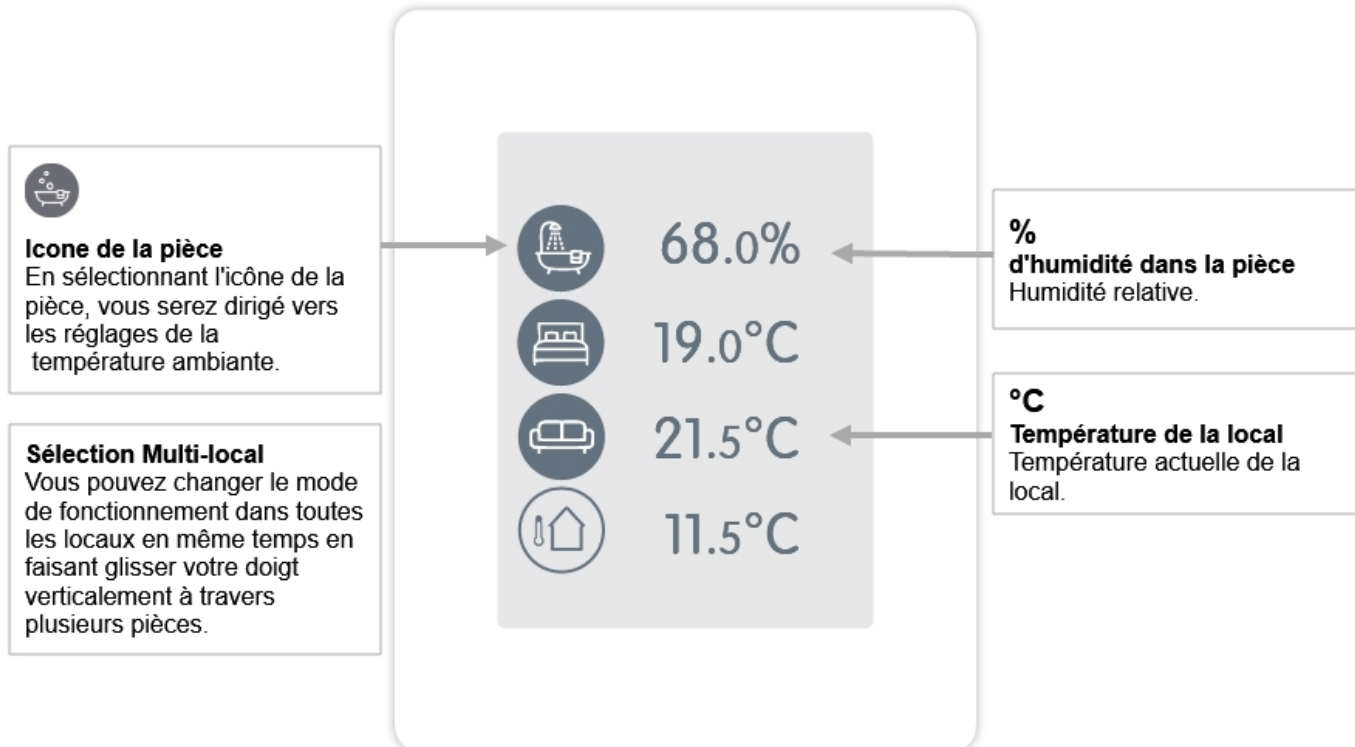 Icone de la pièce
En sélectionnant l'icône de la
pièce, vous serez dirigé vers
les réglages de la
température ambiante.
Sélection Multi-local
Vous pouvez changer le mode
de fonctionnement dans toutes
les locaux en même temps en
faisant glisser votre doigt
verticalement à travers
plusieurs pièces.
68.0%
19.0°C
21.5°C
11.5°C
%
d'humidité dans la pièce
Humidité relative.
°C
Température de la local
Température actuelle de la
local.